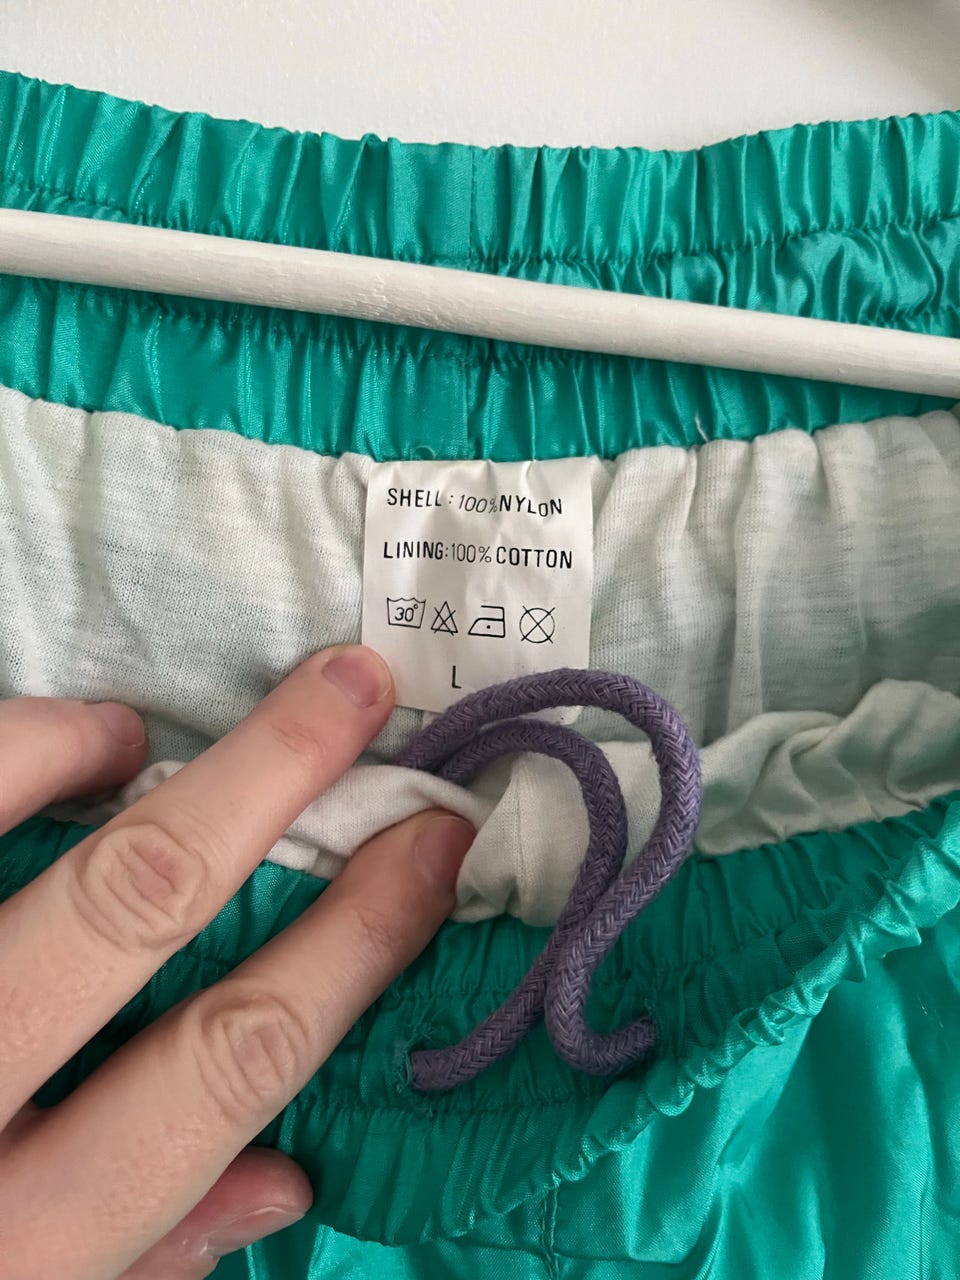 SHELL: 100% NYLON
LINING: 100% COTTON
30°
L